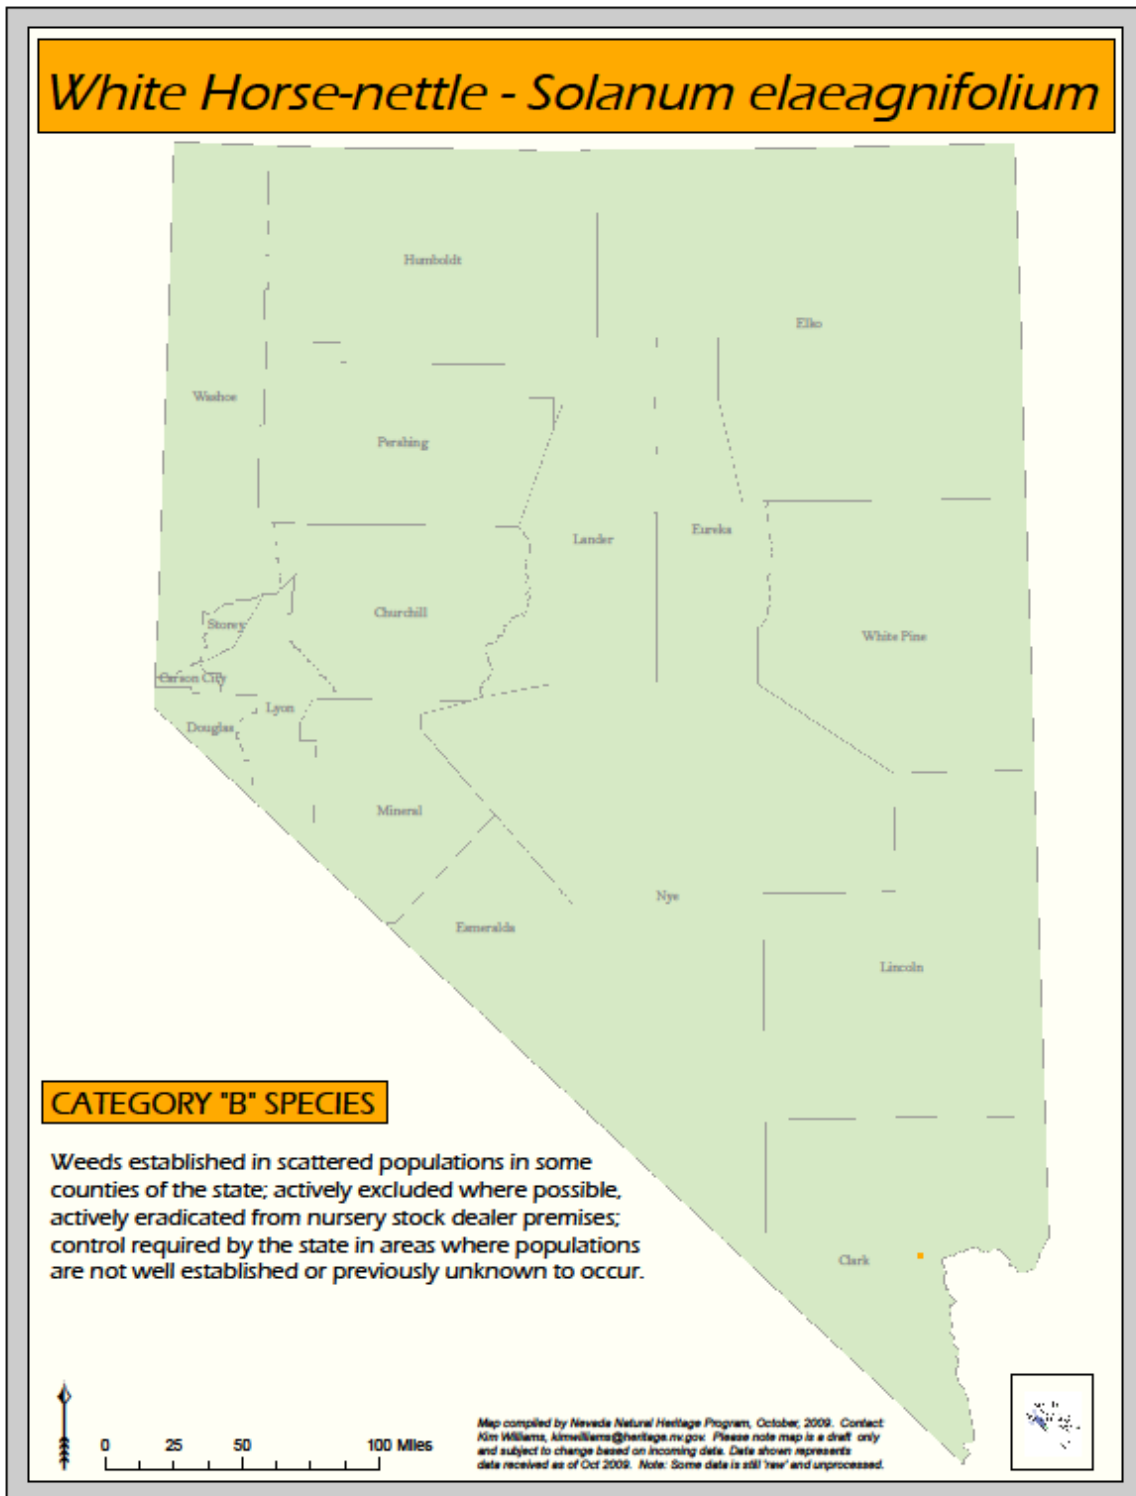 White Horse-nettle - Solanum elaeagnifolium
Humboldt
Elko
Washoe
Pershing
Lander
Eureka
Churchill
Storey
White Pine
Carson City
Lyon
Douglas
Mineral
Nye
Esmeralda
Lincoln
Clark
CATEGORY "B" SPECIES
Weeds established in scattered populations in some
counties of the state; actively excluded where possible,
actively eradicated from nursery stock dealer premises;
control required by the state in areas where populations
are not well established or previously unknown to occur.
0 25 50 100 Miles
Map compiled by Nevada Natural Heritage Program, October, 2009. Contact:
Kim Williams, kimwilliams@heritage.nv.gov. Please note map is a draft only
and subject to change based on incoming data. Data shown represents
data received as of Oct 2009. Note: Some data is still 'raw' and unprocessed.